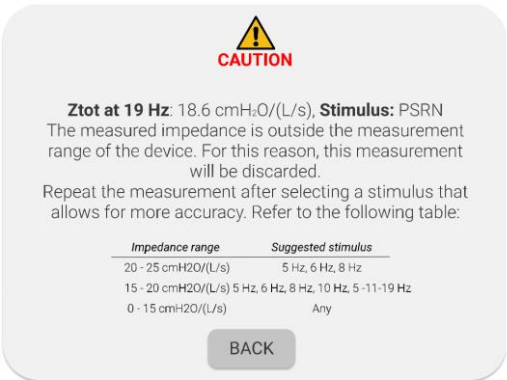 CAUTION
Ztot at 19 Hz: 18.6 cmH₂O/(L/s), Stimulus: PSRN
The measured impedance is outside the measurement
range of the device. For this reason, this measurement
will be discarded.
Repeat the measurement after selecting a stimulus that
allows for more accuracy. Refer to the following table:
Impedance range Suggested stimulus
20 - 25 cmH2O/(L/s) 5 Hz, 6 Hz, 8 Hz
15 - 20 cmH2O/(L/s) 5 Hz, 6 Hz, 8 Hz, 10 Hz, 5 -11-19 Hz
0 - 15 cmH2O/(L/s) Any
BACK